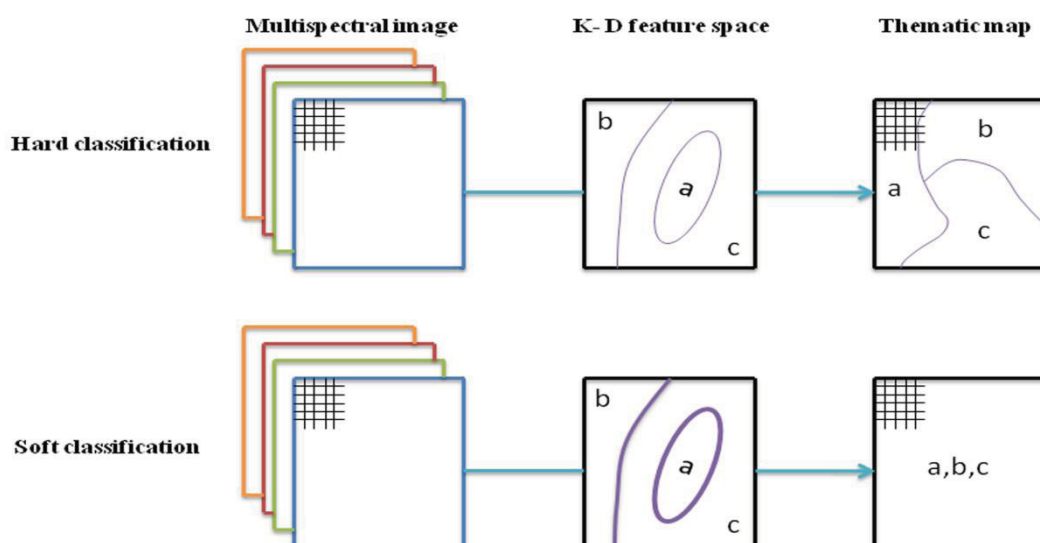 Multispectral image K- D feature space Thematic map
Hard classification
b
a
c
b
a
c
Soft classification
b
a
c
a,b,c